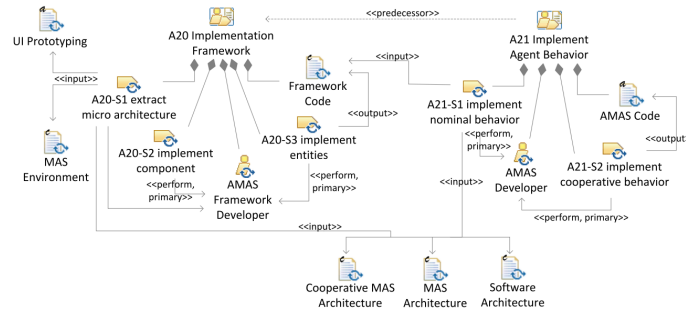 <<predecessor>>
UI Prototyping
A20 Implementation
Framework
A21 Implement
Agent Behavior
<<input>>
<<input>>
A20-S1 extract
micro architecture
Framework
Code
A21-S1 implement
nominal behavior
AMAS Code
<<output>>
<<perform,
primary>>
<<output
MAS
Environment
A20-S2 implement
component
A20-S3 implement
entities
<<perform,
primary>>
AMAS
Framework
Developer
<<perform,
primary>>
<<input>>
AMAS
Developer
A21-S2 implement
cooperative behavior
<<perform, primary>>
<<input>>
Cooperative MAS
Architecture
MAS
Architecture
Software
Architecture